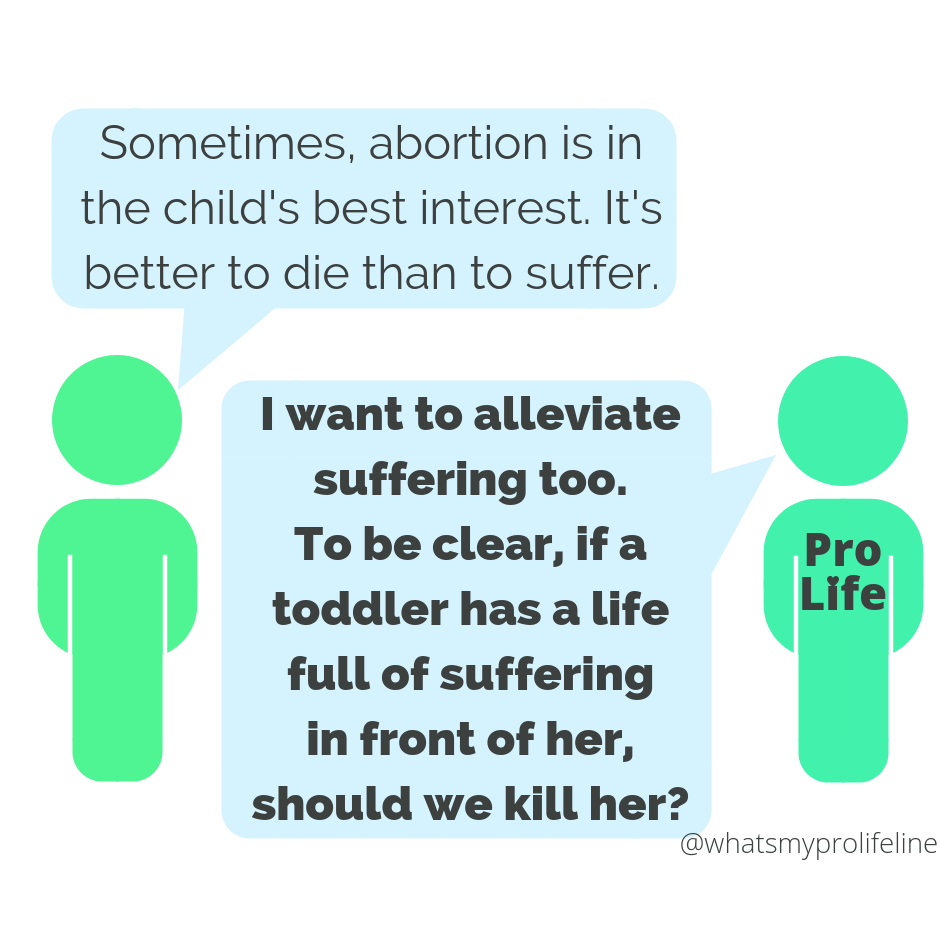 Sometimes, abortion is in
the child's best interest. It's
better to die than to suffer.
I want to alleviate
suffering too.
To be clear, if a
toddler has a life
full of suffering
in front of her,
should we kill her?
Pro
Life
@whatsmyprolifeline